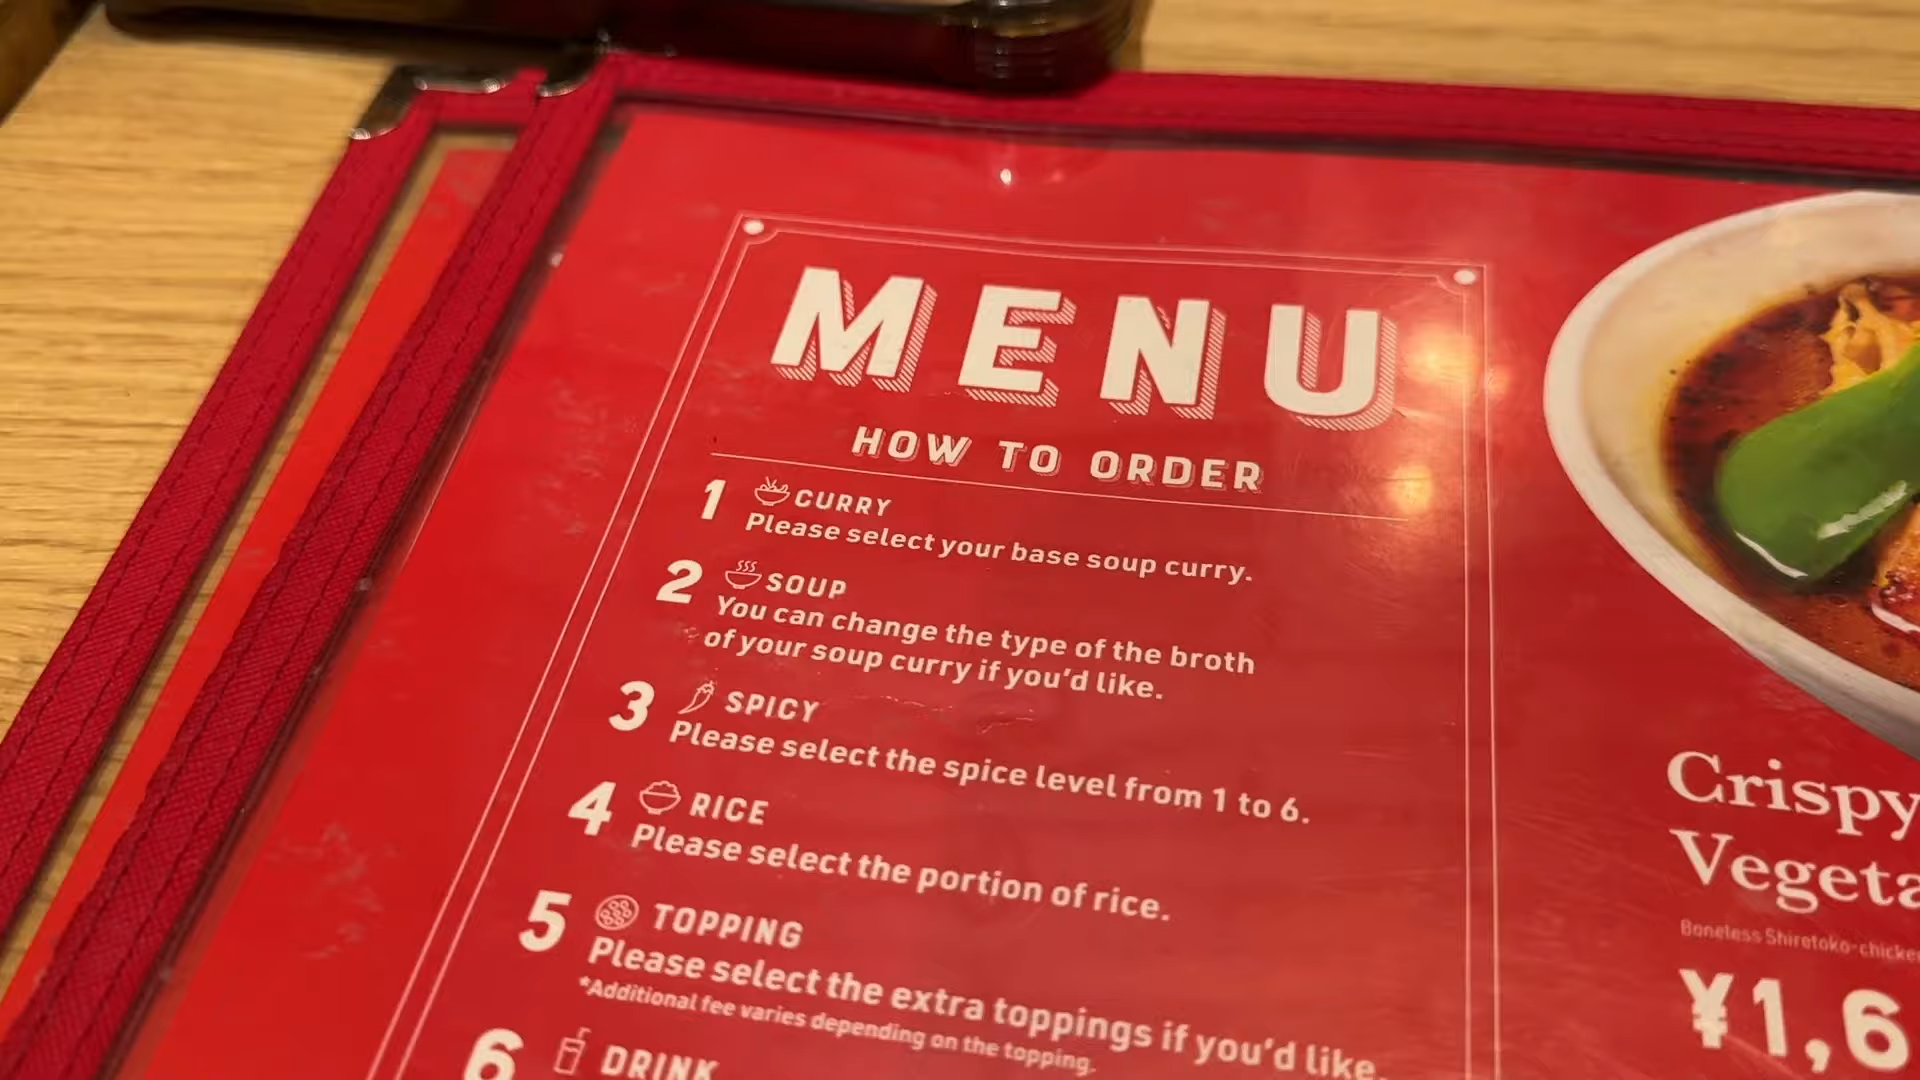 MENU
HOW TO ORDER
1 CURRY
Please select your base soup curry.
2 SOUP
You can change the type of the broth
of your soup curry if you'd like.
3 SPICY
Please select the spice level from 1 to 6.
4 RICE
Please select the portion of rice.
5 TOPPING
Please select the extra toppings if you'd like.
*Additional fee varies depending on the topping.
6 DRINK
Crispy
Vegeta
Boneless Shiretoko-chicke
¥1,6